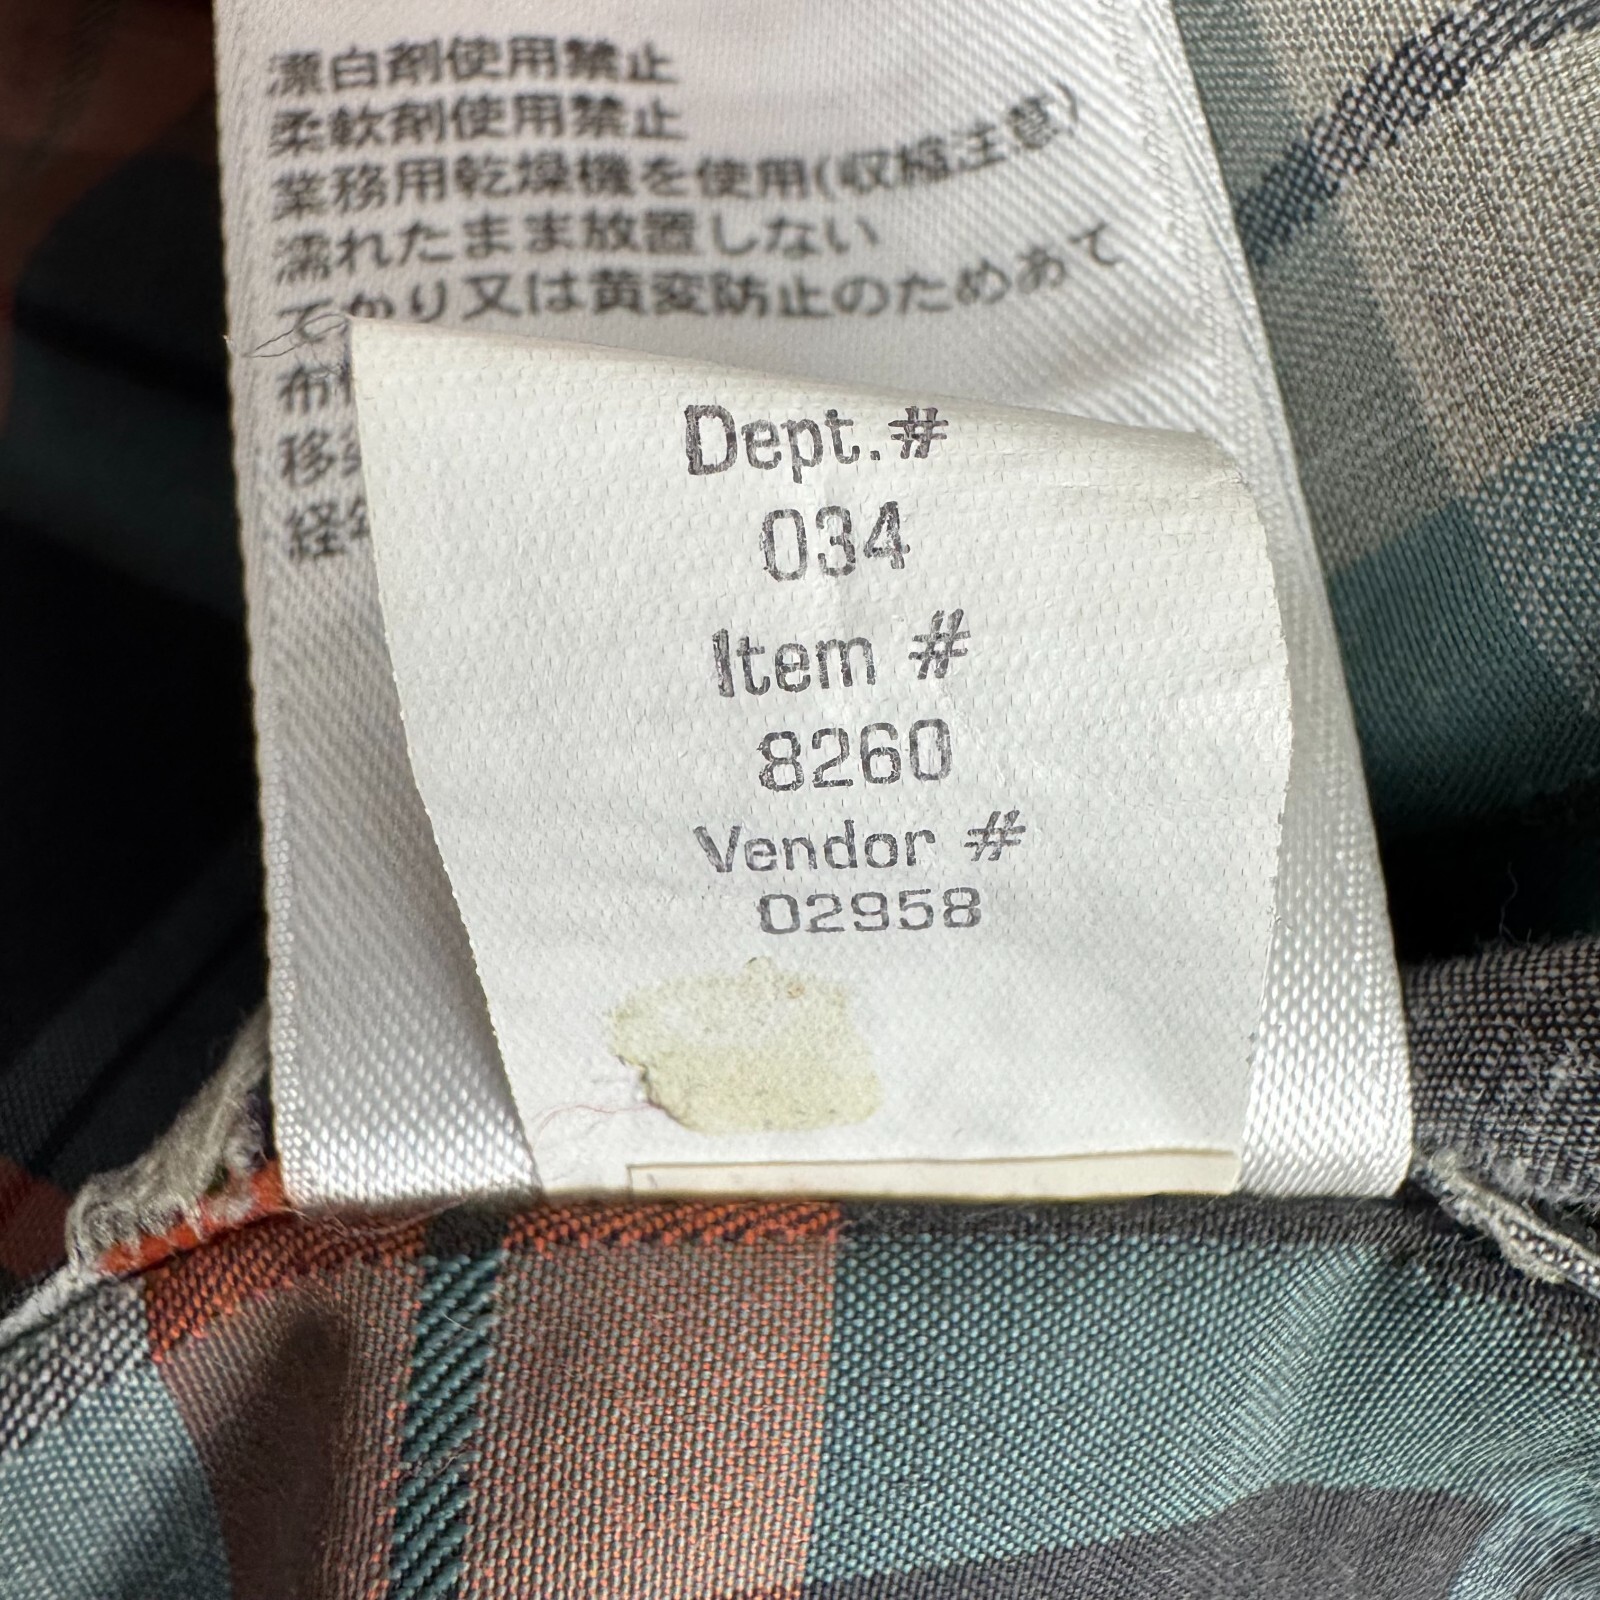 漂白剤使用禁止
柔軟剤使用禁止
業務用乾燥機を使用(収縮注意)
濡れたまま放置しない
てかり又は黄変防止のためあて
布
移
経
Dept.#
034
Item #
8260
Vendor #
02958